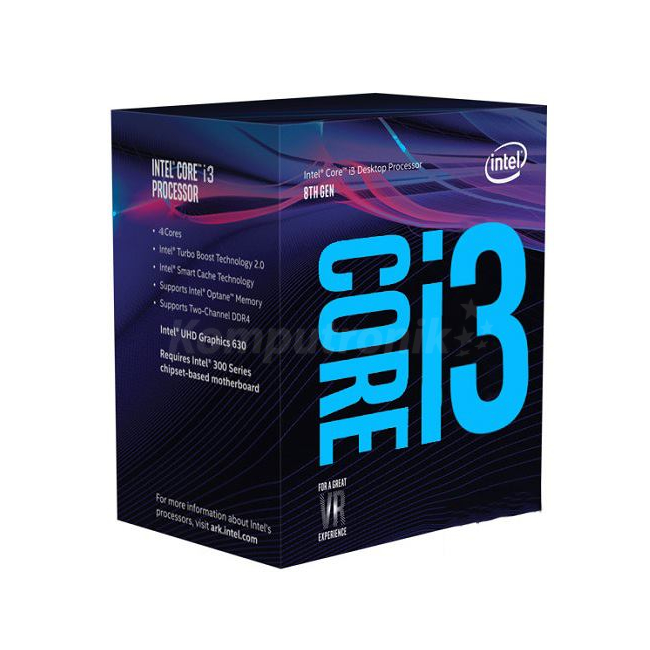 INTEL® CORE™ i3
PROCESSOR
• 4 Cores
• Intel® Turbo Boost Technology 2.0
• Intel® Smart Cache Technology
• Supports Intel® Optane™ Memory
• Supports Two-Channel DDR4
Intel® UHD Graphics 630
Requires Intel® 300 Series
chipset-based motherboard
For more information about Intel's
processors, visit ark.intel.com
intel®
Intel® Core™ i3 Desktop Processor
8TH GEN
CORE i3
FOR A GREAT
VR
EXPERIENCE
Komputronik